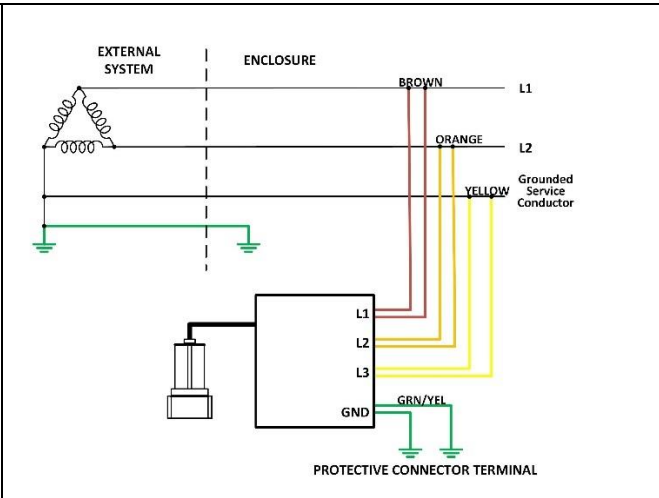 EXTERNAL
SYSTEM
ENCLOSURE
BROWN
L1
ORANGE
L2
YELLOW
Grounded
Service
Conductor
L1
L2
L3
GRN/YEL
GND
PROTECTIVE CONNECTOR TERMINAL